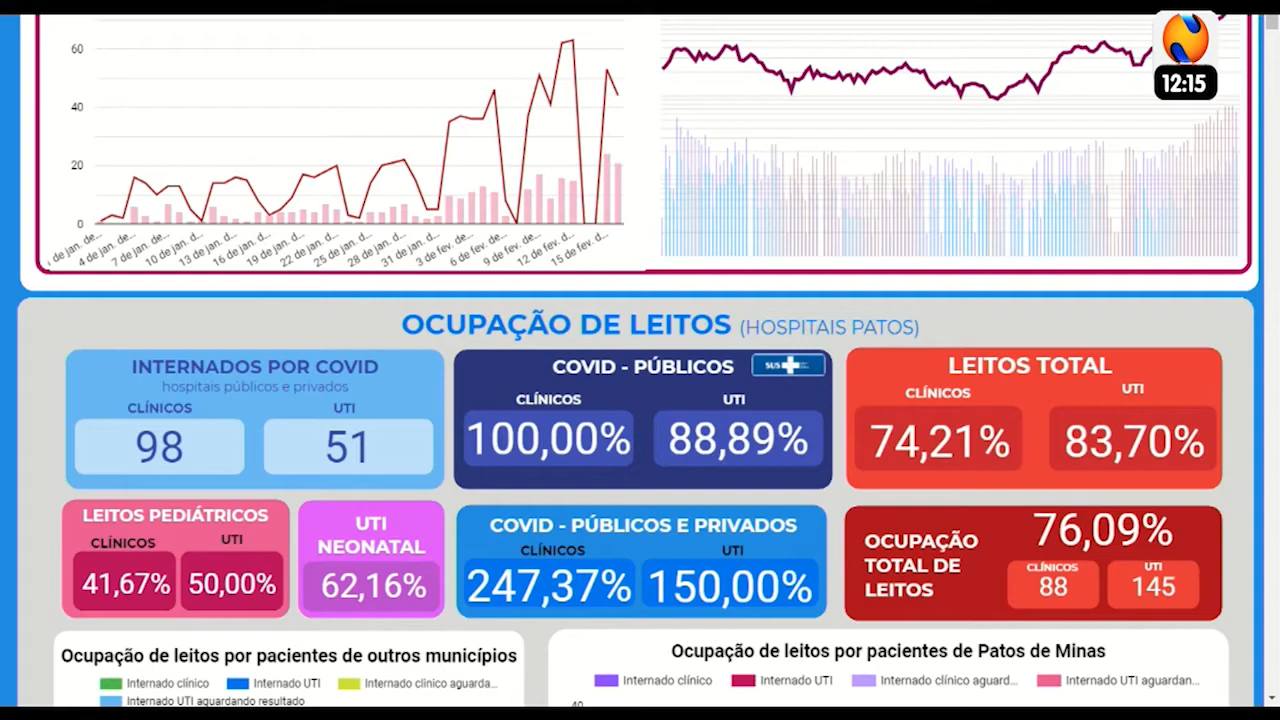 60
40
20
0
de jan. de...
4 de jan. d...
7 de jan. d...
10 de jan. d...
13 de jan. d...
16 de jan. d...
19 de jan. d...
22 de jan. d...
25 de jan. d...
28 de jan. d...
31 de jan. d...
3 de fev. de...
6 de fev. de...
9 de fev. de...
12 de fev. d...
15 de fev. d...
12:15
OCUPAÇÃO DE LEITOS (HOSPITAIS PATOS)
INTERNADOS POR COVID
hospitais públicos e privados
CLÍNICOS UTI
98 51
COVID - PÚBLICOS SUS
CLÍNICOS UTI
100,00% 88,89%
LEITOS TOTAL
CLÍNICOS UTI
74,21% 83,70%
LEITOS PEDIÁTRICOS
CLÍNICOS UTI
41,67% 50,00%
UTI
NEONATAL
62,16%
COVID - PÚBLICOS E PRIVADOS
CLÍNICOS UTI
247,37% 150,00%
OCUPAÇÃO
TOTAL DE
LEITOS
76,09%
CLÍNICOS UTI
88 145
Ocupação de leitos por pacientes de outros municípios
Internado clínico Internado UTI Internado clinico aguarda...
Internado UTI aguardando resultado
Ocupação de leitos por pacientes de Patos de Minas
Internado clínico Internado UTI Internado clínico aguard... Internado UTI aguardan...
40